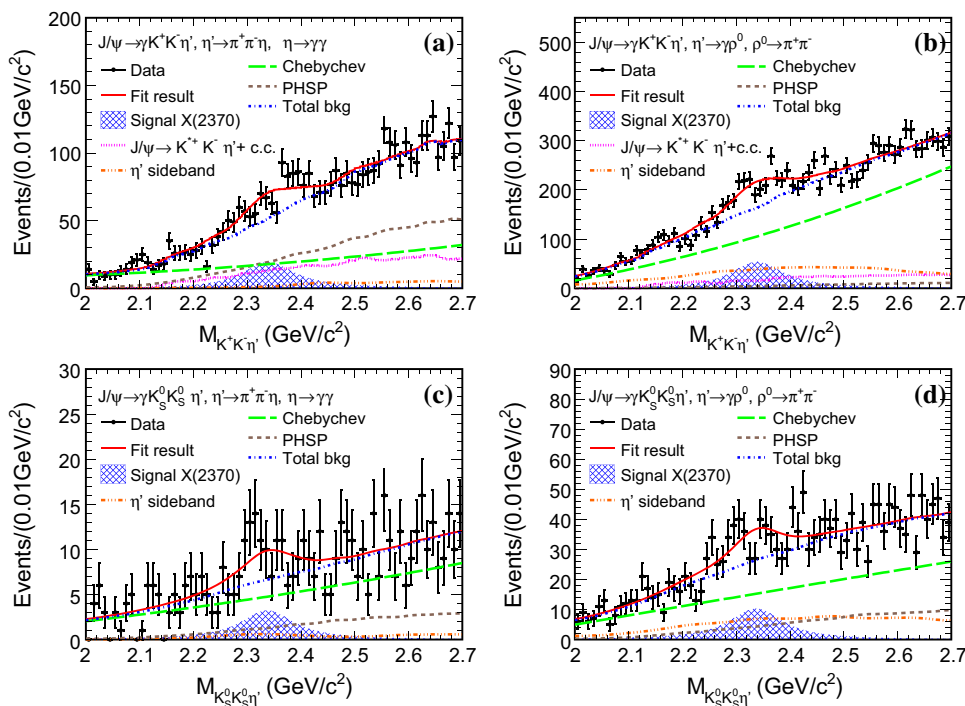 (a)
J/ψ→γK⁺K⁻η′, η′→π⁺π⁻η, η→γγ
Data
Fit result
Signal X(2370)
J/ψ→ K*⁺ K⁻ η′+ c.c.
η′ sideband
Chebychev
PHSP
Total bkg
Events/(0.01GeV/c²)
200
150
100
50
0
2 2.1 2.2 2.3 2.4 2.5 2.6 2.7
M_K⁺K⁻η′ (GeV/c²)
(b)
J/ψ→γK⁺K⁻η′, η′→γρ⁰, ρ⁰→π⁺π⁻
Data
Fit result
Signal X(2370)
J/ψ→ K*⁺ K⁻ η′+c.c.
η′ sideband
Chebychev
PHSP
Total bkg
Events/(0.01GeV/c²)
500
400
300
200
100
0
2 2.1 2.2 2.3 2.4 2.5 2.6 2.7
M_K⁺K⁻η′ (GeV/c²)
(c)
J/ψ→γK_S⁰K_S⁰ η′, η′→π⁺π⁻η, η→γγ
Data
Fit result
Signal X(2370)
η′ sideband
Chebychev
PHSP
Total bkg
Events/(0.01GeV/c²)
30
25
20
15
10
5
0
2 2.1 2.2 2.3 2.4 2.5 2.6 2.7
M_K_S⁰K_S⁰η′ (GeV/c²)
(d)
J/ψ→γK_S⁰K_S⁰η′, η′→γρ⁰, ρ⁰→π⁺π⁻
Data
Fit result
Signal X(2370)
η′ sideband
Chebychev
PHSP
Total bkg
Events/(0.01GeV/c²)
90
80
70
60
50
40
30
20
10
0
2 2.1 2.2 2.3 2.4 2.5 2.6 2.7
M_K_S⁰K_S⁰η′ (GeV/c²)